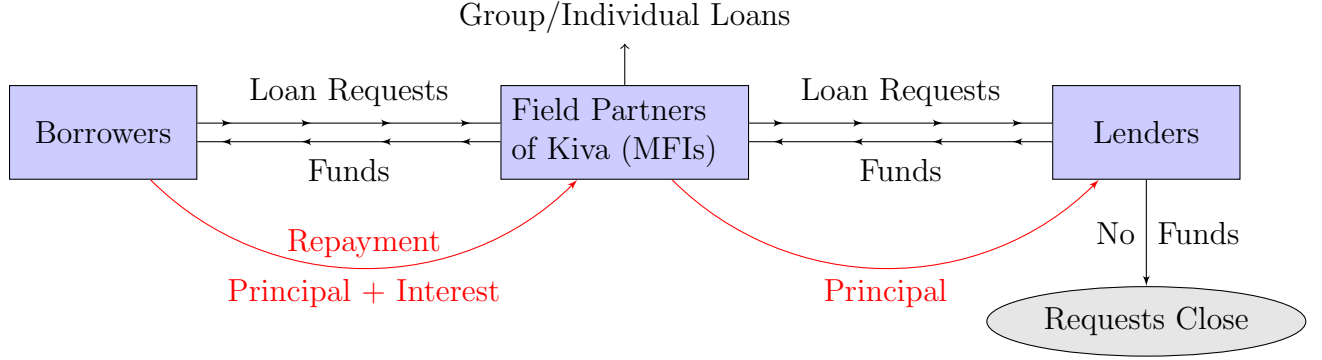 Group/Individual Loans
Borrowers
Loan Requests
Funds
Field Partners
of Kiva (MFIs)
Loan Requests
Funds
Lenders
Repayment
Principal + Interest
Principal
No Funds
Requests Close